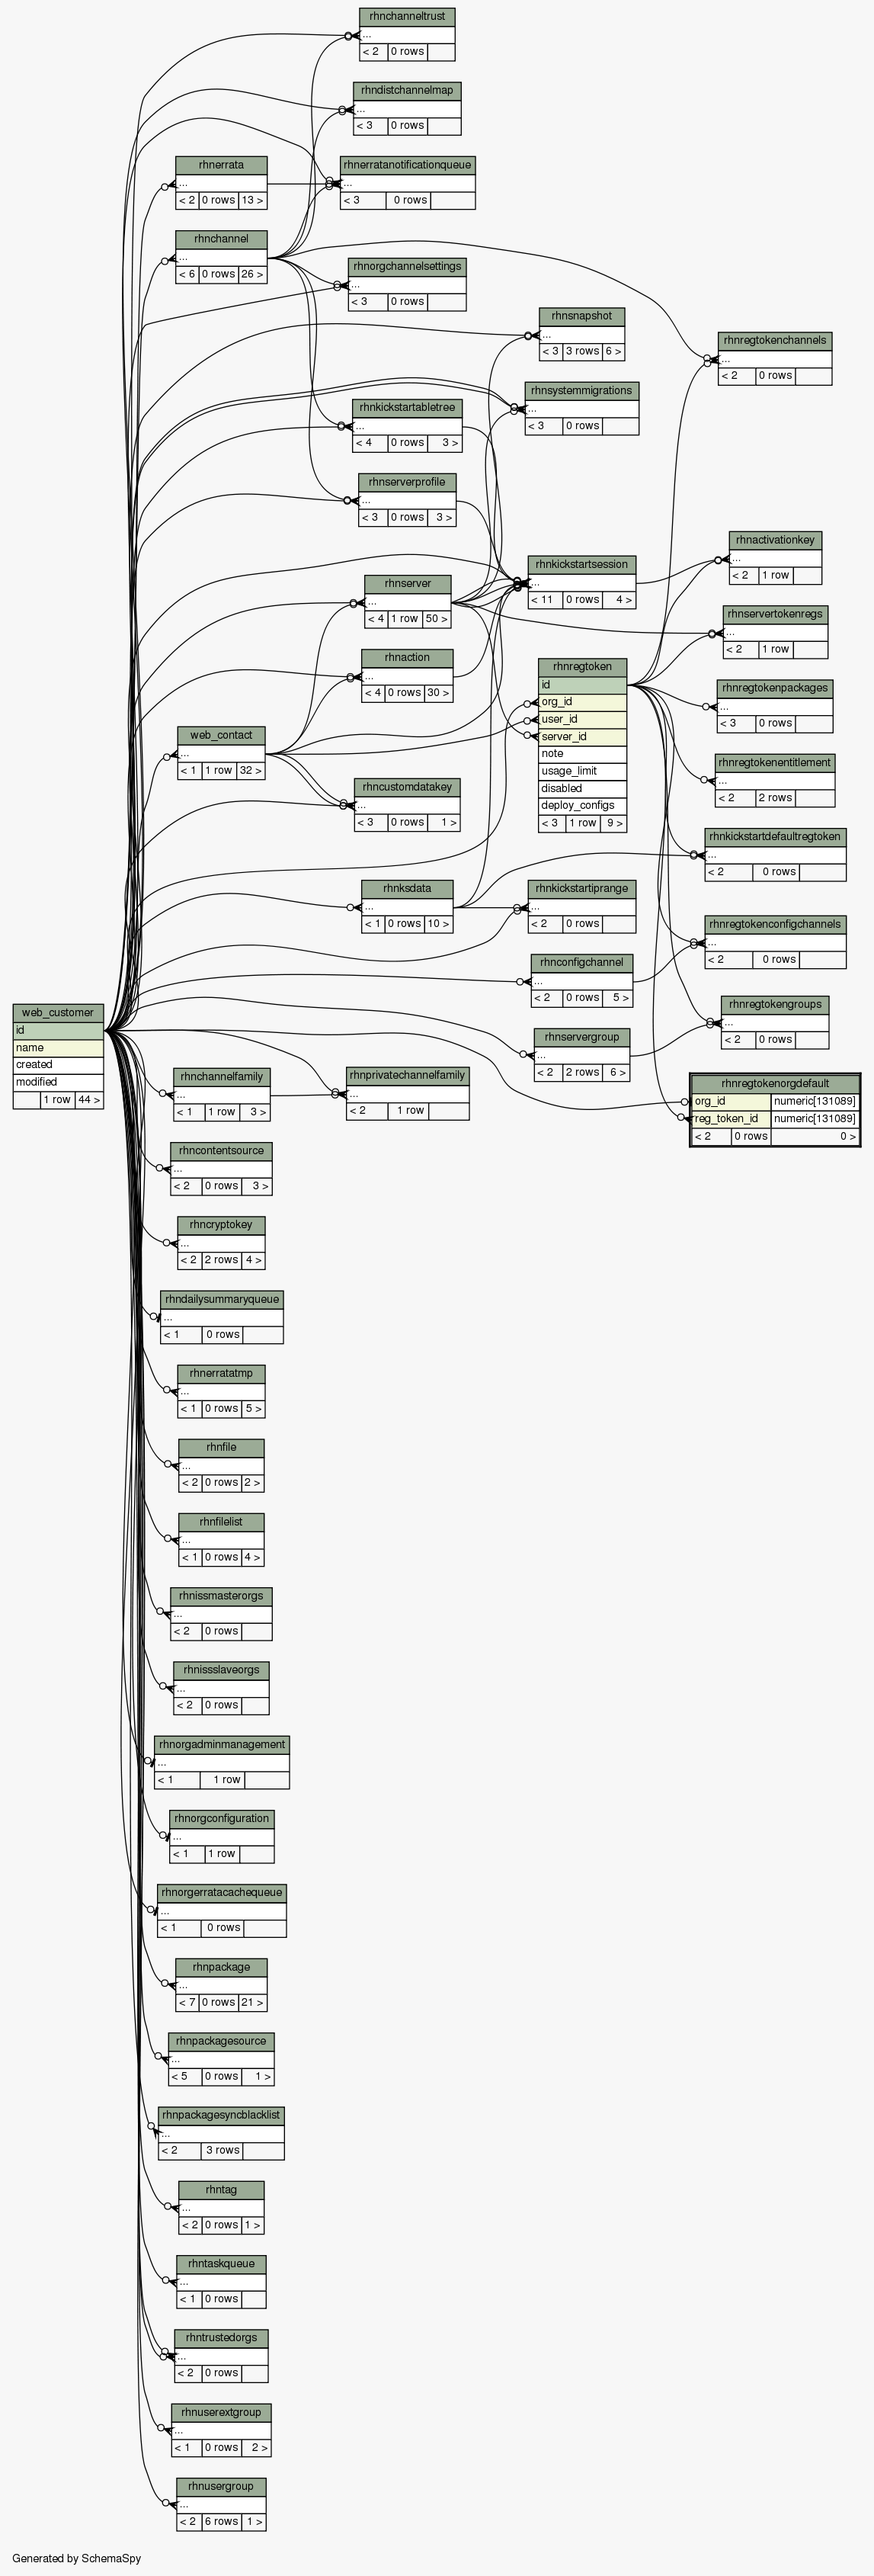 rhnchanneltrust
...
< 2 0 rows
rhndistchannelmap
...
< 3 0 rows
rhnerrata
...
< 2 0 rows 13 >
rhnerratanotificationqueue
...
< 3 0 rows
rhnchannel
...
< 6 0 rows 26 >
rhnorgchannelsettings
...
< 3 0 rows
rhnsnapshot
...
< 3 3 rows 6 >
rhnregtokenchannels
...
< 2 0 rows
rhnsystemmigrations
...
< 3 0 rows
rhnkickstartabletree
...
< 4 0 rows 3 >
rhnserverprofile
...
< 3 0 rows 3 >
rhnactivationkey
...
< 2 1 row
rhnkickstartsession
...
< 11 0 rows 4 >
rhnserver
...
< 4 1 row 50 >
rhnservertokenregs
...
< 2 1 row
rhnaction
...
< 4 0 rows 30 >
rhnregtoken
id
org_id
user_id
server_id
note
usage_limit
disabled
deploy_configs
< 3 1 row 9 >
rhnregtokenpackages
...
< 3 0 rows
web_contact
...
< 1 1 row 32 >
rhnregtokenentitlement
...
< 2 2 rows
rhncustomdatakey
...
< 3 0 rows 1 >
rhnkickstartdefaultregtoken
...
< 2 0 rows
rhnksdata
...
< 1 0 rows 10 >
rhnkickstartiprange
...
< 2 0 rows
rhnregtokenconfigchannels
...
< 2 0 rows
rhnconfigchannel
...
< 2 0 rows 5 >
rhnregtokengroups
...
< 2 0 rows
web_customer
id
name
created
modified
1 row 44 >
rhnservergroup
...
< 2 2 rows 6 >
rhnchannelfamily
...
< 1 1 row 3 >
rhnprivatechannelfamily
...
< 2 1 row
rhnregtokenorgdefault
org_id numeric[131089]
reg_token_id numeric[131089]
< 2 0 rows 0 >
rhncontentsource
...
< 2 0 rows 3 >
rhncryptokey
...
< 2 2 rows 4 >
rhndailysummaryqueue
...
< 1 0 rows
rhnerratatmp
...
< 1 0 rows 5 >
rhnfile
...
< 2 0 rows 2 >
rhnfilelist
...
< 1 0 rows 4 >
rhnissmasterorgs
...
< 2 0 rows
rhnissslaveorgs
...
< 2 0 rows
rhnorgadminmanagement
...
< 1 1 row
rhnorgconfiguration
...
< 1 1 row
rhnorgerratacachequeue
...
< 1 0 rows
rhnpackage
...
< 7 0 rows 21 >
rhnpackagesource
...
< 5 0 rows 1 >
rhnpackagesyncblacklist
...
< 2 3 rows
rhntag
...
< 2 0 rows 1 >
rhntaskqueue
...
< 1 0 rows
rhntrustedorgs
...
< 2 0 rows
rhnuserextgroup
...
< 1 0 rows 2 >
rhnusergroup
...
< 2 6 rows 1 >
Generated by SchemaSpy